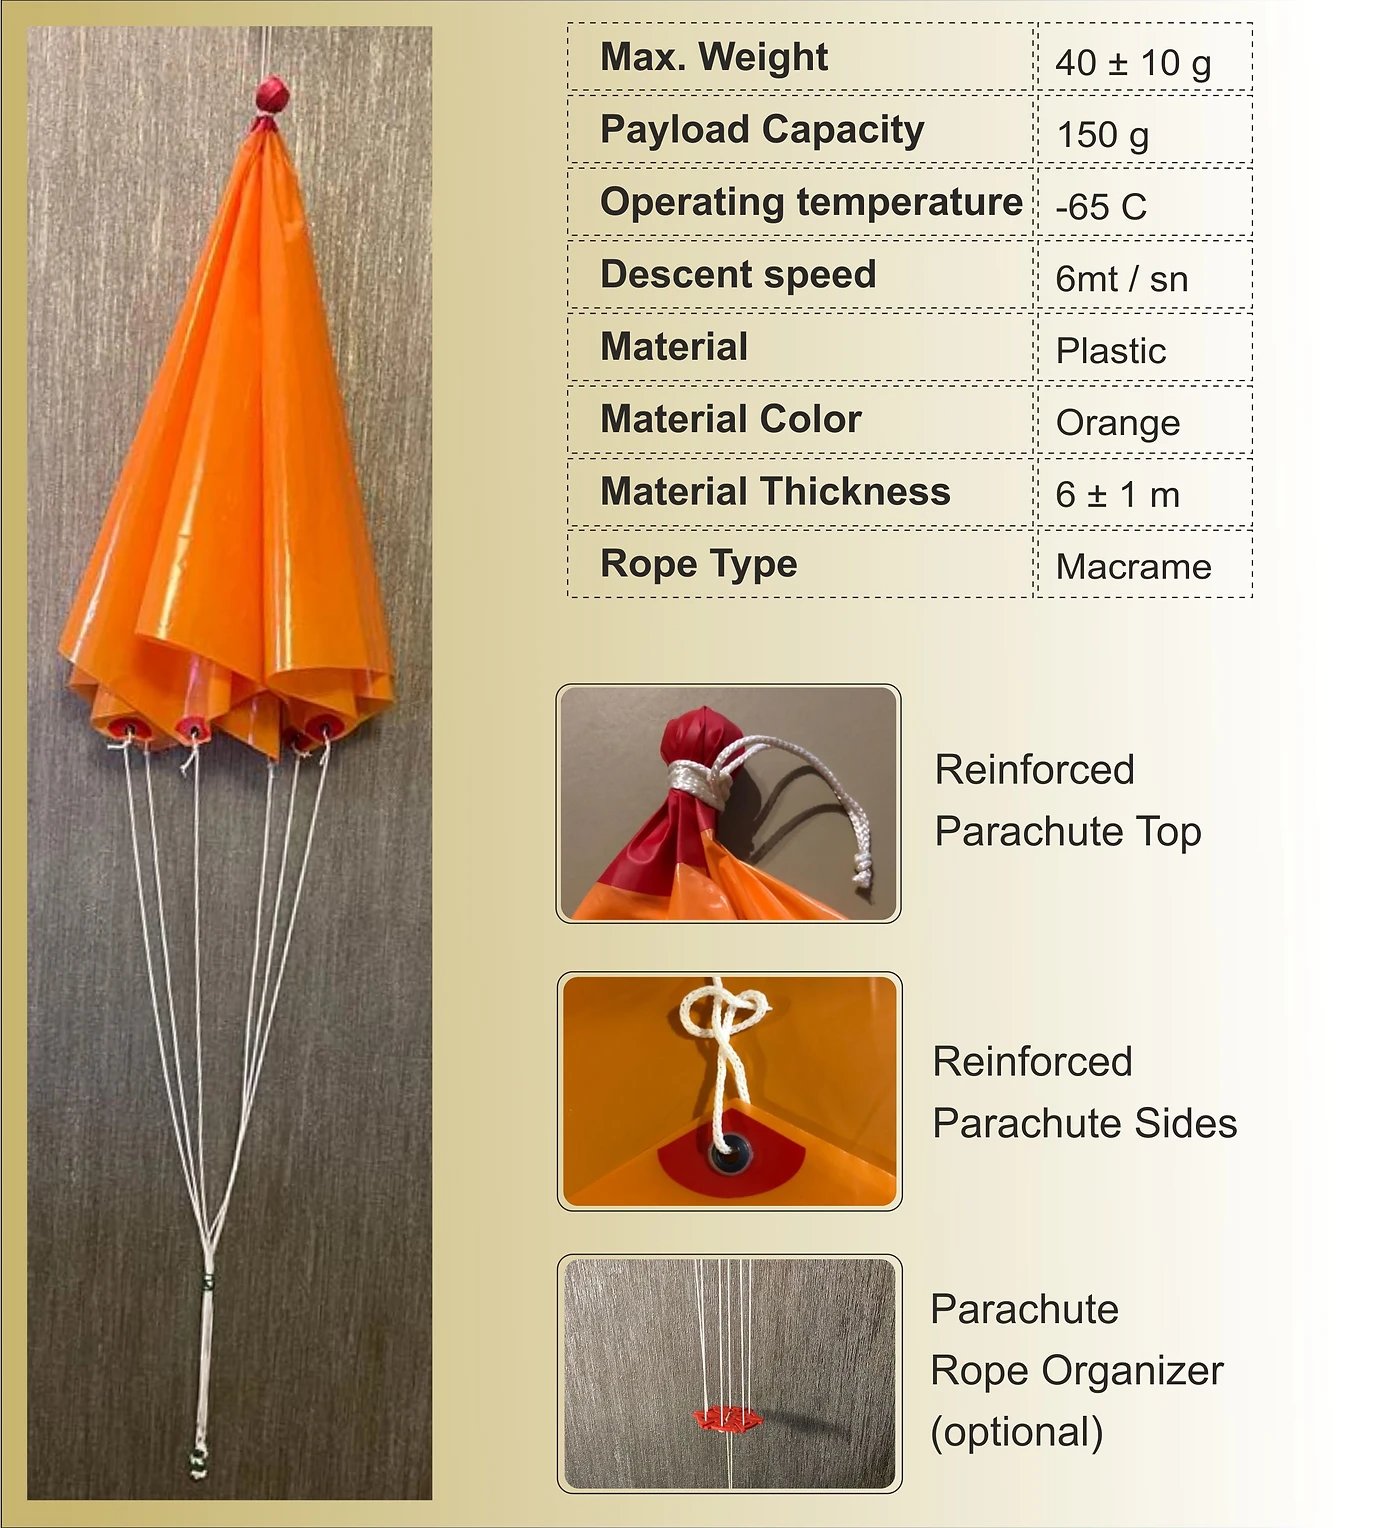 Max. Weight 40 ± 10 g
Payload Capacity 150 g
Operating temperature -65 C
Descent speed 6mt / sn
Material Plastic
Material Color Orange
Material Thickness 6 ± 1 m
Rope Type Macrame
Reinforced
Parachute Top
Reinforced
Parachute Sides
Parachute
Rope Organizer
(optional)